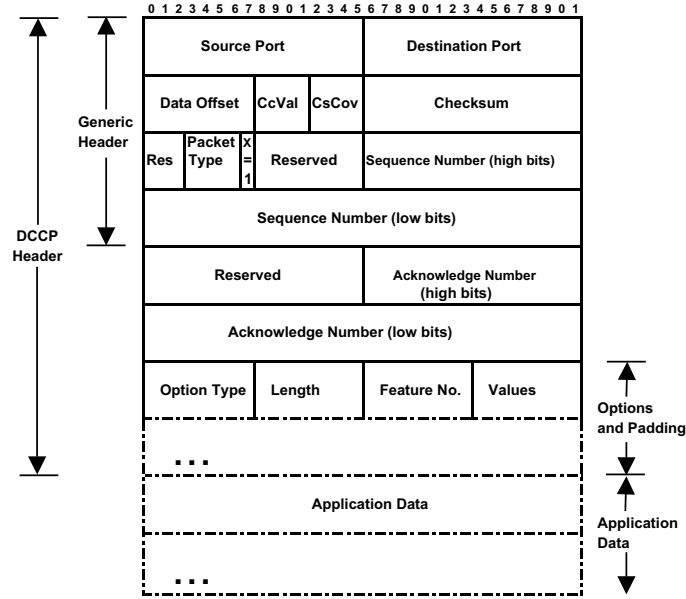 0 1 2 3 4 5 6 7 8 9 0 1 2 3 4 5 6 7 8 9 0 1 2 3 4 5 6 7 8 9 0 1
Source Port Destination Port
Data Offset CcVal CsCov Checksum
Generic
Header
Res
Packet
Type
x
=
1
Reserved
Sequence Number (high bits)
Sequence Number (low bits)
DCCP
Header
Reserved
Acknowledge Number
(high bits)
Acknowledge Number (low bits)
Option Type Length Feature No. Values
Options
and Padding
...
Application Data
Application
Data
...